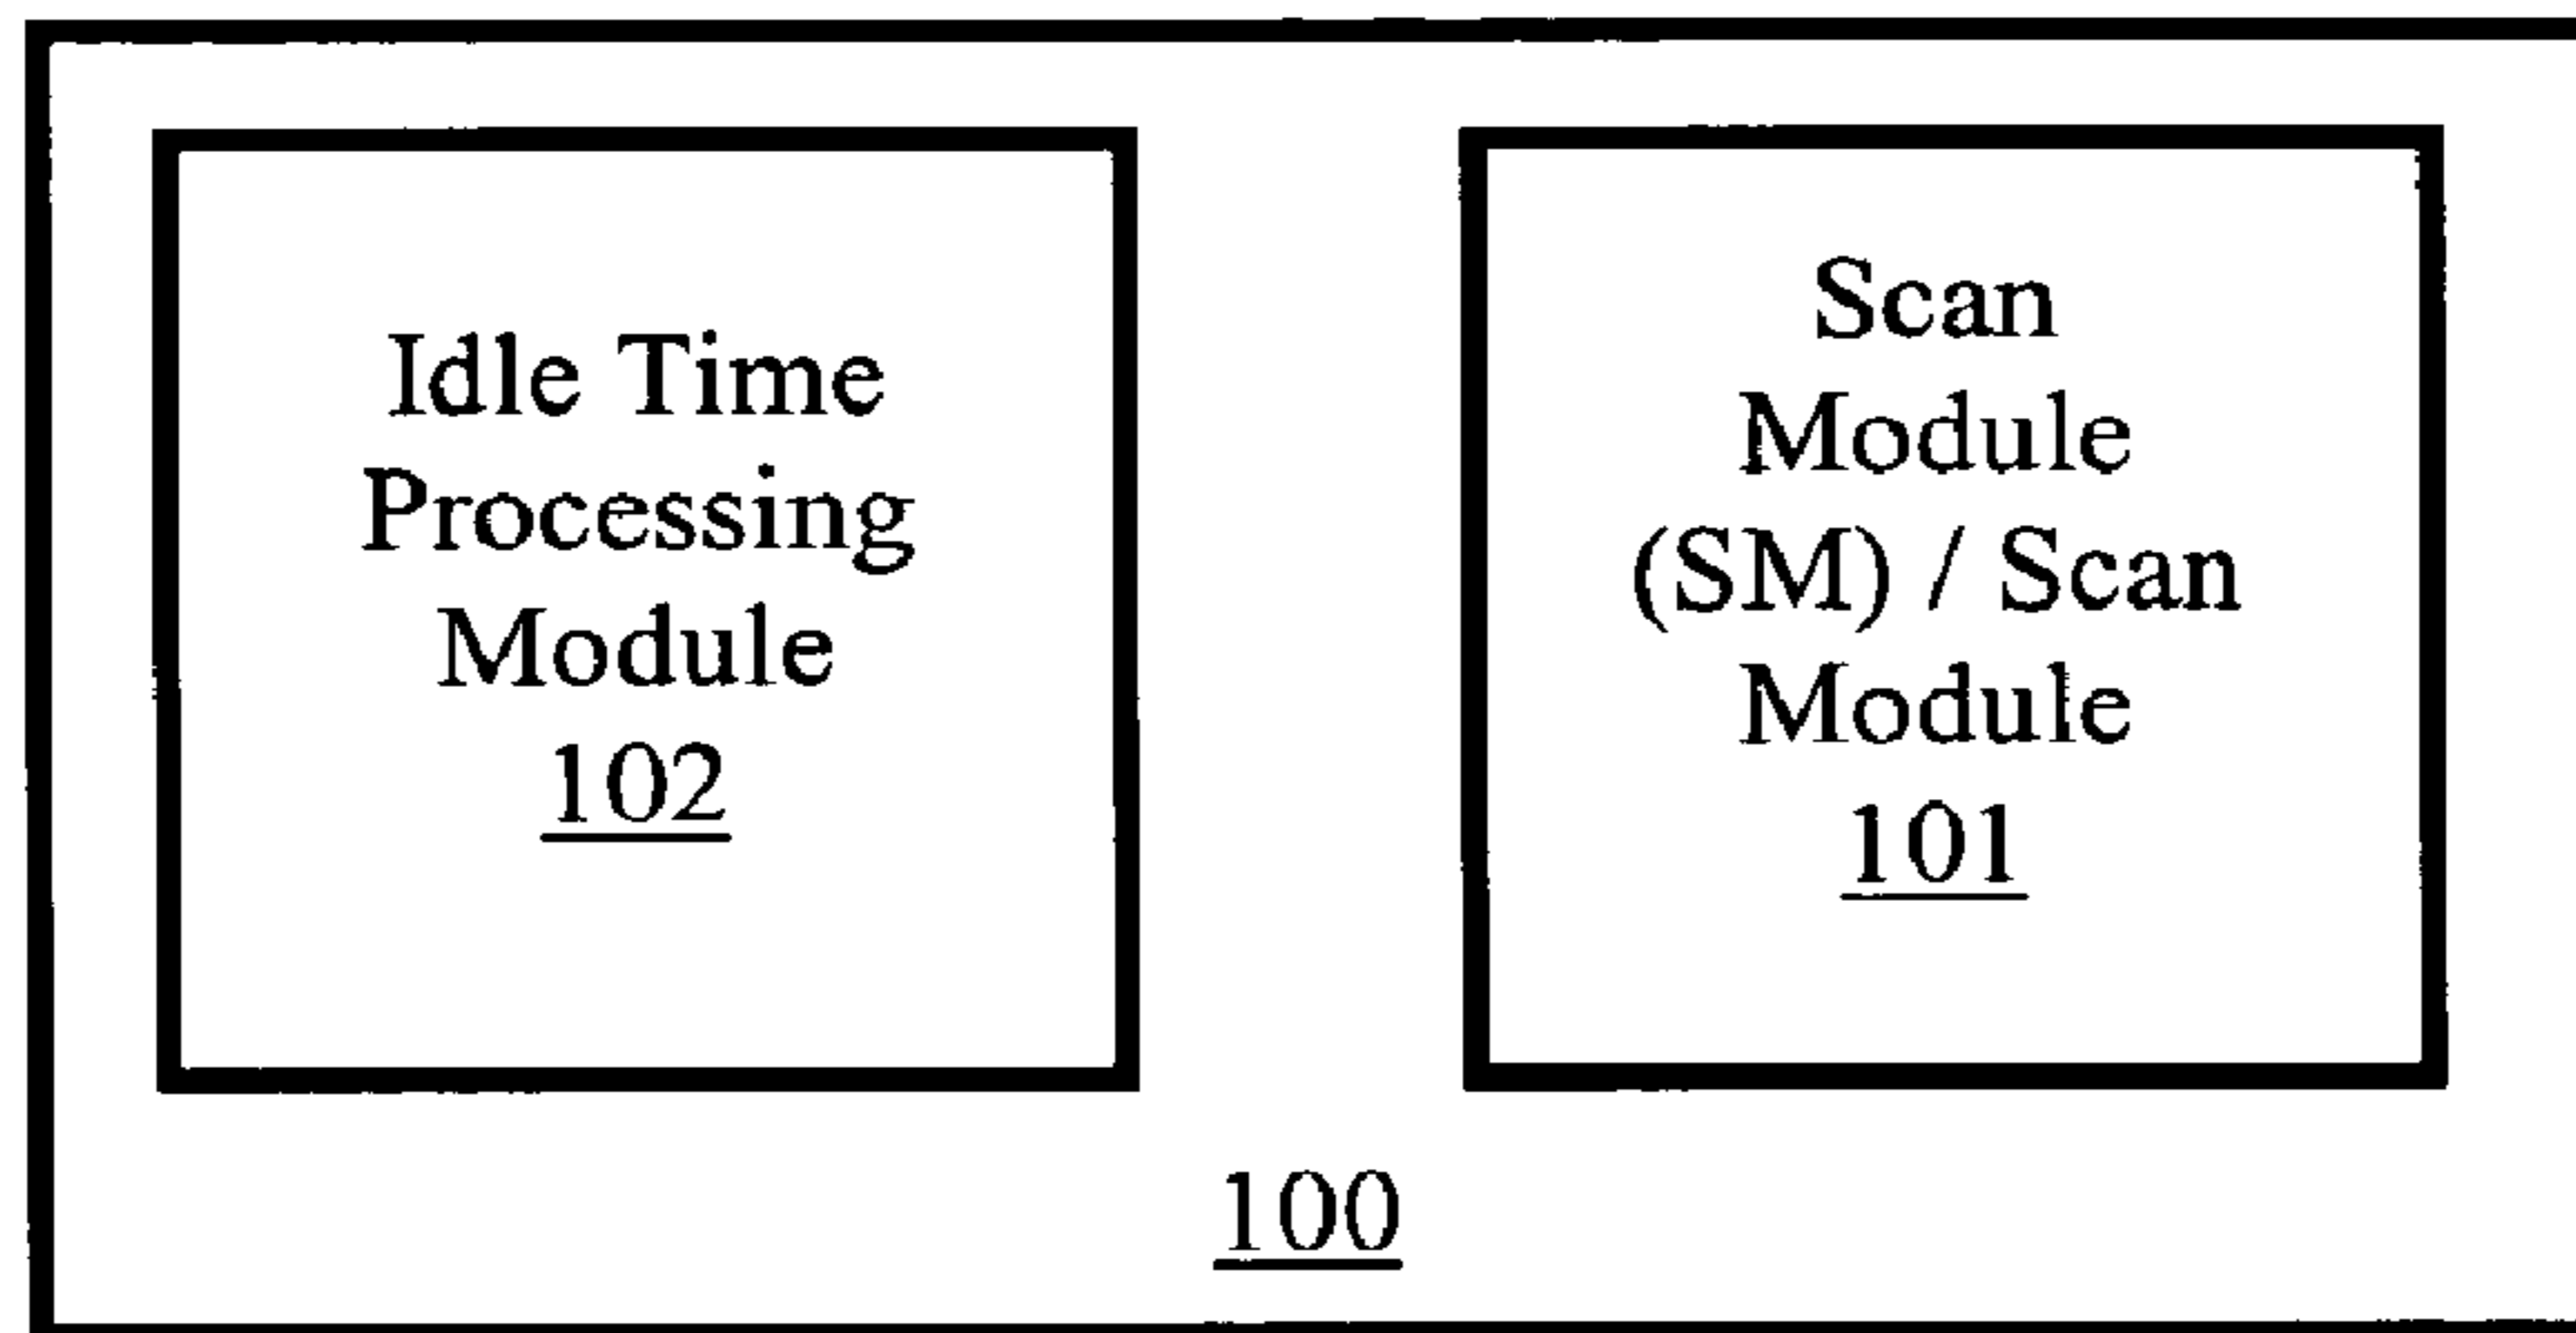 Idle Time
Processing
Module
102
Scan
Module
(SM) / Scan
Module
101
100